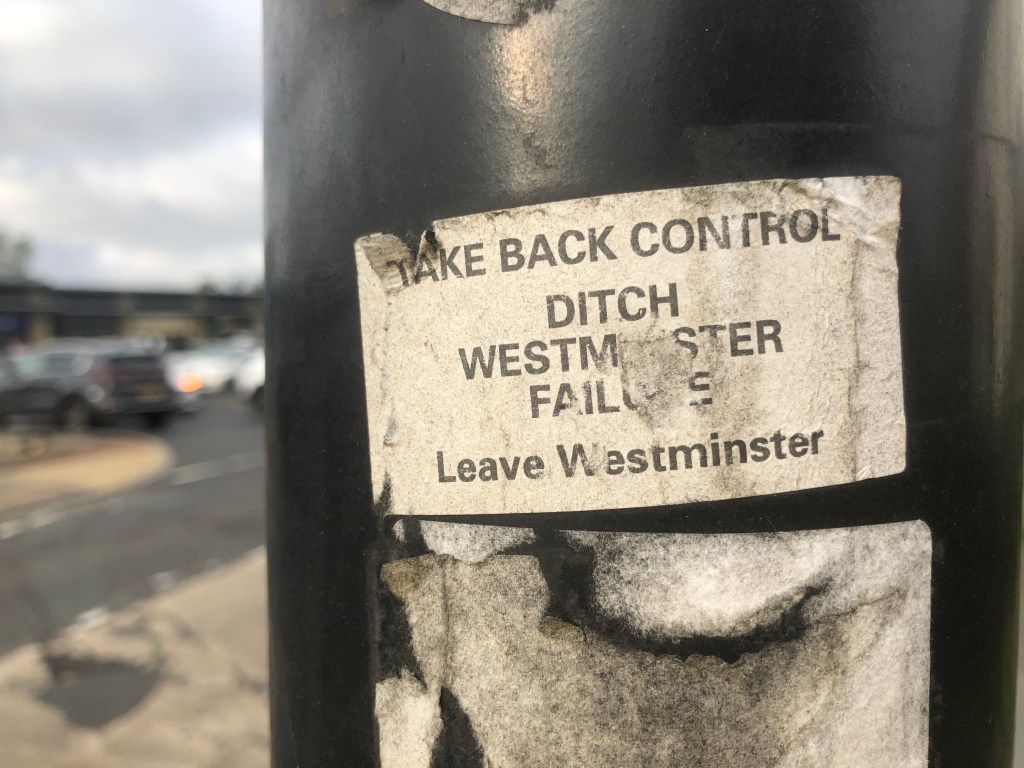 TAKE BACK CONTROL
DITCH
WESTMINSTER
FAILURE
Leave Westminster